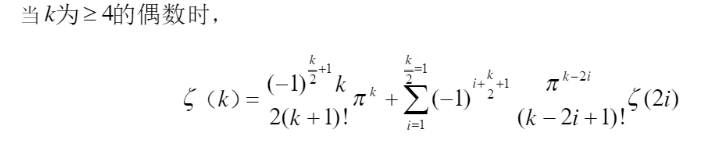 当k为≥4的偶数时，
ζ（k）= (-1)^{k/2+1} k / 2(k+1)! π^k + ∑_{i=1}^{k/2=1} (-1)^{i+k/2+1} π^{k-2i} / (k-2i+1)! ζ(2i)